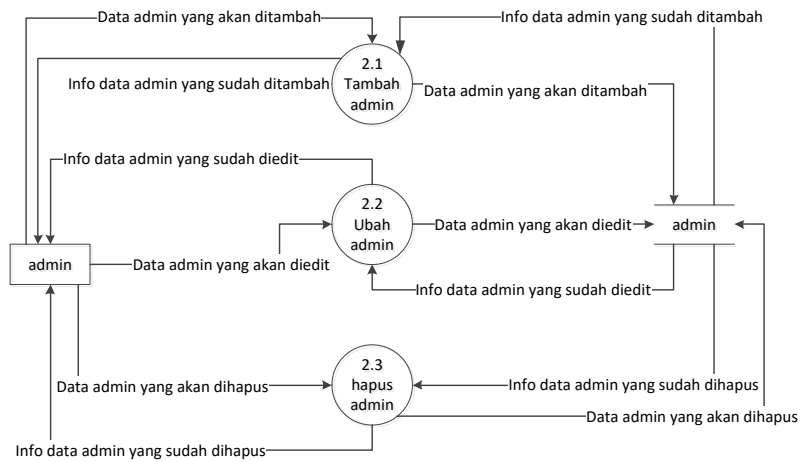 Data admin yang akan ditambah
Info data admin yang sudah ditambah
2.1
Tambah
admin
Info data admin yang sudah ditambah
Data admin yang akan ditambah
Info data admin yang sudah diedit
2.2
Ubah
admin
Data admin yang akan diedit
admin
admin
Data admin yang akan diedit
Info data admin yang sudah diedit
2.3
hapus
admin
Data admin yang akan dihapus
Info data admin yang sudah dihapus
Data admin yang akan dihapus
Info data admin yang sudah dihapus